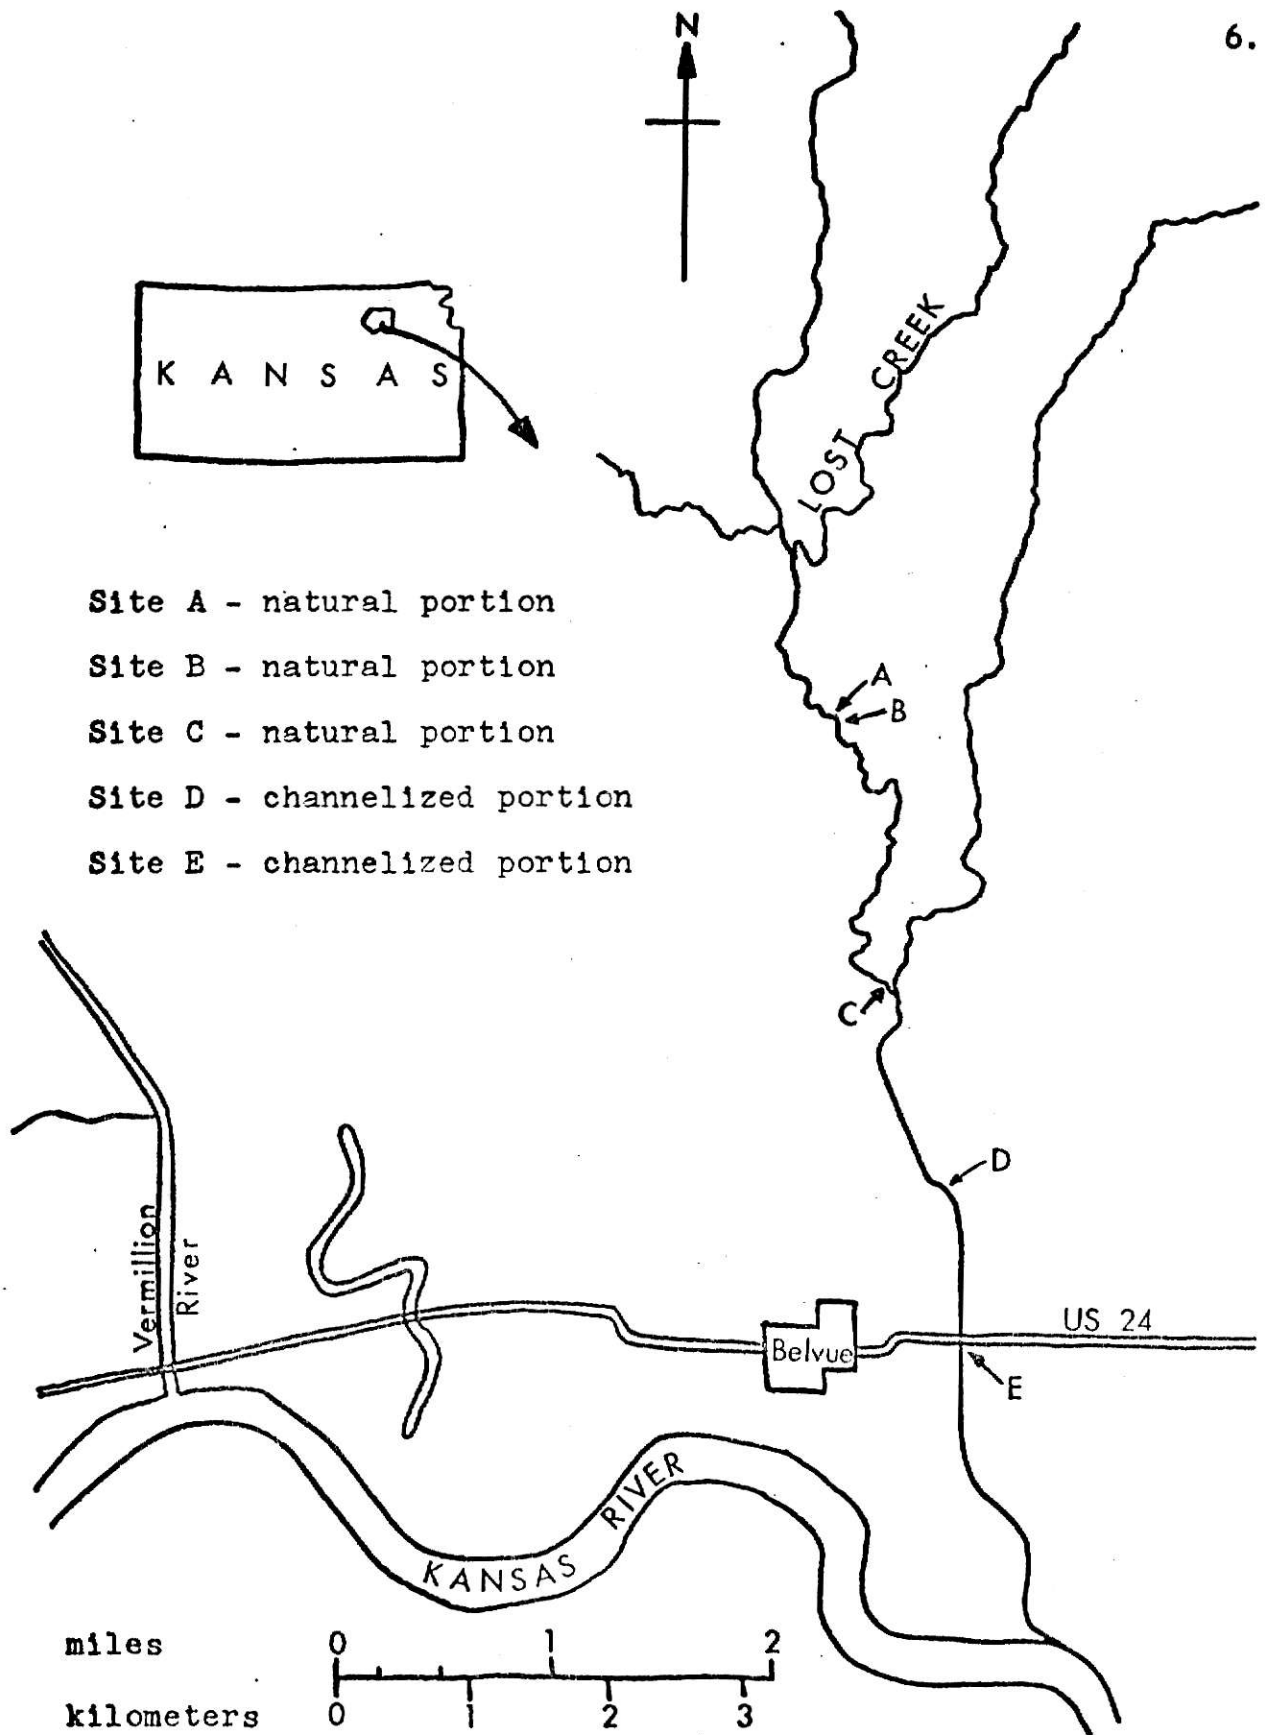 N
6.
KANSAS
LOST CREEK
Site A - natural portion
Site B - natural portion
Site C - natural portion
Site D - channelized portion
Site E - channelized portion
A
B
C
D
Vermillion
River
US 24
Belvue
E
KANSAS RIVER
miles 0 1 2
kilometers 0 1 2 3